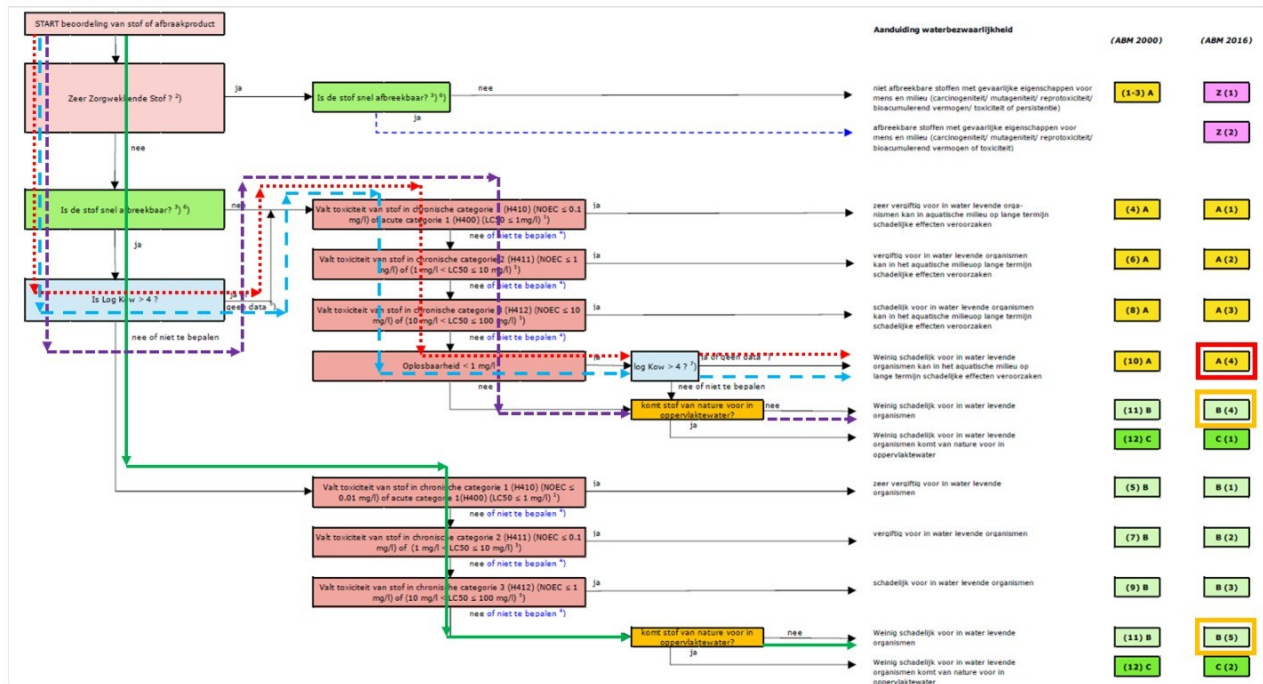 START beoordeling van stof of afbraakproduct
Aanduiding waterbezwaarlijkheid
(ABM 2000)
(ABM 2016)
Zeer Zorgwekkende Stof ? ²)
ja
Is de stof snel afbreekbaar? ³) ⁶)
nee
niet afbreekbare stoffen met gevaarlijke eigenschappen voor
mens en milieu (carcinogeniteit/ mutageniteit/ reprotoxiciteit/
bioacumulerend vermogen/ toxiciteit of persistentie)
(1-3) A
Z (1)
ja
afbreekbare stoffen met gevaarlijke eigenschappen voor
mens en milieu (carcinogeniteit/ mutageniteit/ reprotoxiciteit/
bioacumulerend vermogen of toxiciteit)
Z (2)
nee
Is de stof snel afbreekbaar? ³) ⁶)
nee
Valt toxiciteit van stof in chronische categorie 1 (H410) (NOEC ≤ 0.1
mg/l) of acute categorie 1 (H400) (LC50 ≤ 1mg/l)
ja
zeer vergiftig voor in water levende orga-
nismen kan in aquatisch milieu op lange termijn
schadelijke effecten veroorzaken
(4) A
A (1)
nee of niet te bepalen ⁴)
ja
Valt toxiciteit van stof in chronische categorie 2 (H411) (NOEC ≤ 1
mg/l) of (1 mg/l < LC50 ≤ 10 mg/l)
ja
vergiftig voor in water levende organismen
kan in het aquatische milieuop lange termijn
schadelijke effecten veroorzaken
(6) A
A (2)
nee of niet te bepalen ⁴)
Is Log Kow > 4 ?
ja
geen data
Valt toxiciteit van stof in chronische categorie 3 (H412) (NOEC ≤ 10
mg/l) of (10 mg/l < LC50 ≤ 100 mg/l)
ja
schadelijk voor in water levende organismen
kan in het aquatische milieuop lange termijn
schadelijke effecten veroorzaken
(8) A
A (3)
nee of niet te bepalen
nee of niet te bepalen ⁴)
Oplosbaarheid < 1 mg/l
ja
log Kow > 4 ?
ja of geen data
Weinig schadelijk voor in water levende
organismen kan in het aquatische milieu op
lange termijn schadelijke effecten veroorzaken
(10) A
A (4)
nee
nee of niet te bepalen
komt stof van nature voor in
oppervlaktewater?
nee
Weinig schadelijk voor in water levende
organismen
(11) B
B (4)
ja
Weinig schadelijk voor in water levende
organismen komt van nature voor in
oppervlaktewater
(12) C
C (1)
Valt toxiciteit van stof in chronische categorie 1 (H410) (NOEC ≤
0.01 mg/l) of acute categorie 1(H400) (LC50 ≤ 1 mg/l)
ja
zeer vergiftig voor in water levende
organismen
(5) B
B (1)
nee of niet te bepalen ⁴)
Valt toxiciteit van stof in chronische categorie 2 (H411) (NOEC ≤ 0.1
mg/l) of (1 mg/l < LC50 ≤ 10 mg/l)
ja
vergiftig voor in water levende organismen
(7) B
B (2)
nee of niet te bepalen ⁴)
Valt toxiciteit van stof in chronische categorie 3 (H412) (NOEC ≤ 1
mg/l) of (10 mg/l < LC50 ≤ 100 mg/l)
ja
schadelijk voor in water levende organismen
(9) B
B (3)
nee of niet te bepalen ⁴)
komt stof van nature voor in
oppervlaktewater?
nee
Weinig schadelijk voor in water levende
organismen
(11) B
B (5)
ja
Weinig schadelijk voor in water levende
organismen komt van nature voor in
oppervlaktewater
(12) C
C (2)